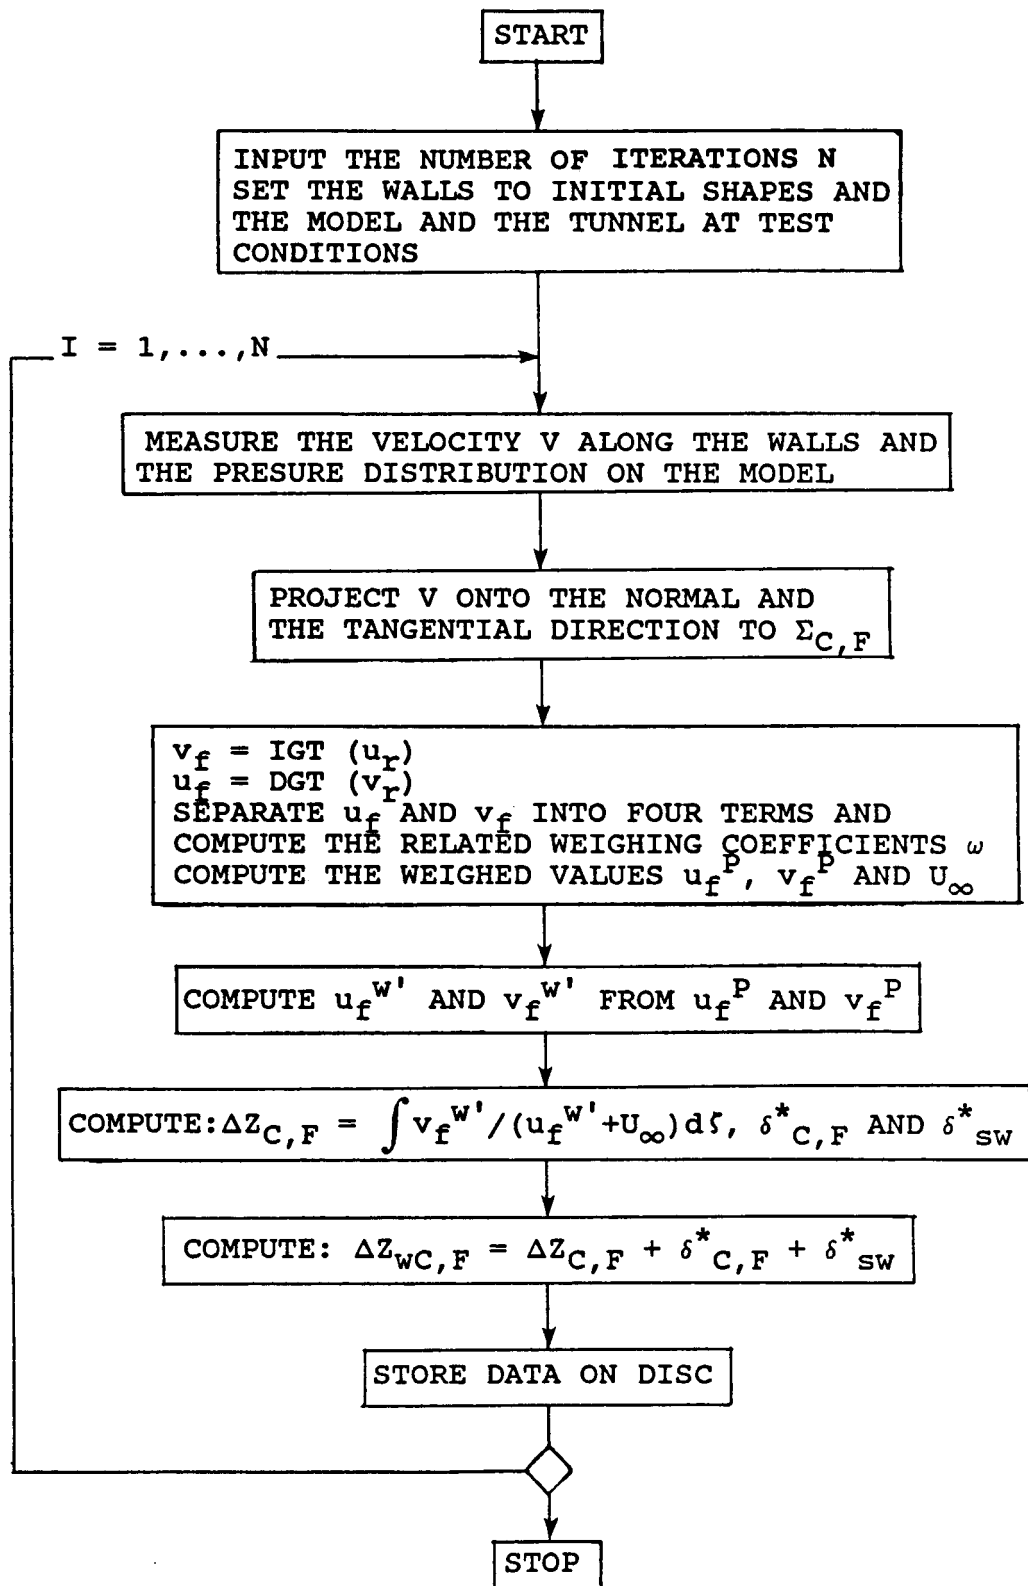 START
INPUT THE NUMBER OF ITERATIONS N
SET THE WALLS TO INITIAL SHAPES AND
THE MODEL AND THE TUNNEL AT TEST
CONDITIONS
I = 1,...,N
MEASURE THE VELOCITY V ALONG THE WALLS AND
THE PRESURE DISTRIBUTION ON THE MODEL
PROJECT V ONTO THE NORMAL AND
THE TANGENTIAL DIRECTION TO Σ_C,F
v_f = IGT (u_r)
u_f = DGT (v_r)
SEPARATE u_f AND v_f INTO FOUR TERMS AND
COMPUTE THE RELATED WEIGHING COEFFICIENTS ω
COMPUTE THE WEIGHED VALUES u_f^P, v_f^P AND U_∞
COMPUTE u_f^W' AND v_f^W' FROM u_f^P AND v_f^P
COMPUTE:ΔZ_C,F = ∫ v_f^W'/(u_f^W'+U_∞)dζ, δ*_C,F AND δ*_SW
COMPUTE: ΔZ_WC,F = ΔZ_C,F + δ*_C,F + δ*_SW
STORE DATA ON DISC
STOP